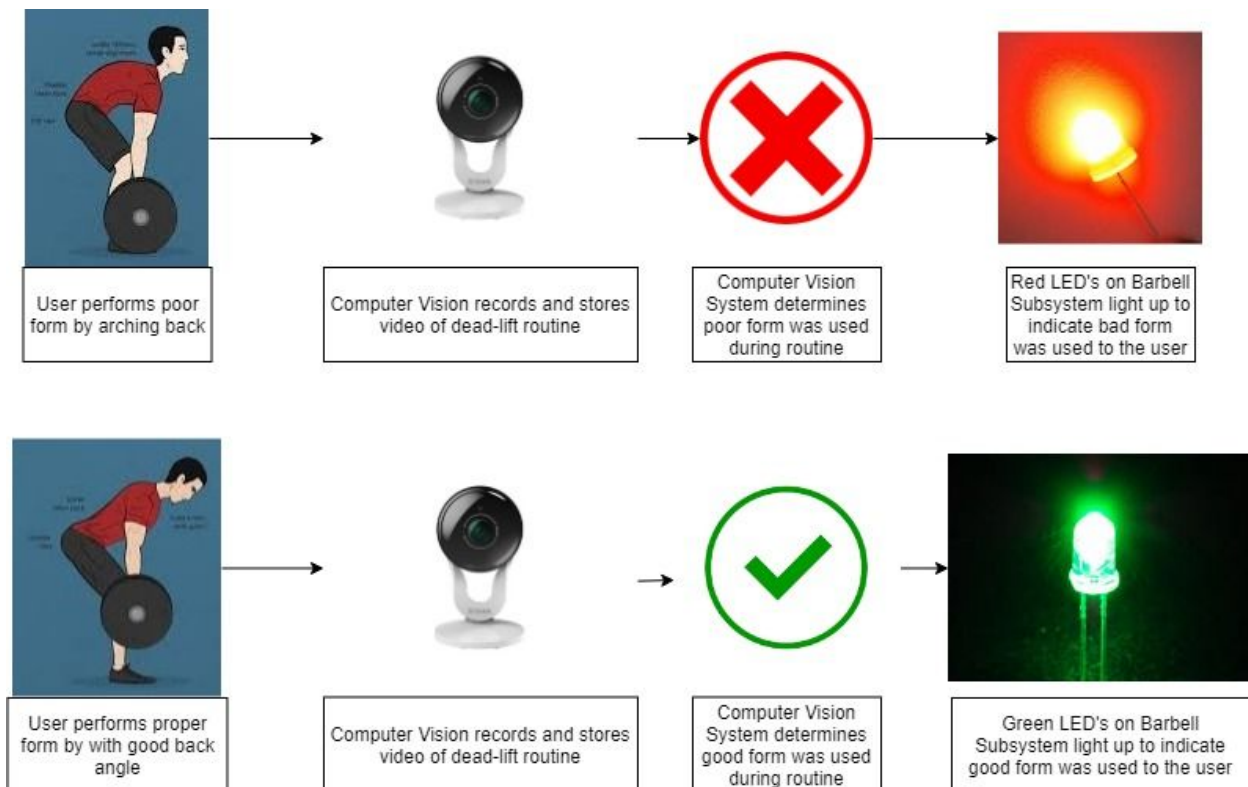 User performs poor
form by arching back
Computer Vision records and stores
video of dead-lift routine
Computer Vision
System determines
poor form was used
during routine
Red LED's on Barbell
Subsystem light up to
indicate bad form
was used to the user
User performs proper
form by with good back
angle
Computer Vision records and stores
video of dead-lift routine
Computer Vision
System determines
good form was used
during routine
Green LED's on Barbell
Subsystem light up to indicate
good form was used to the user